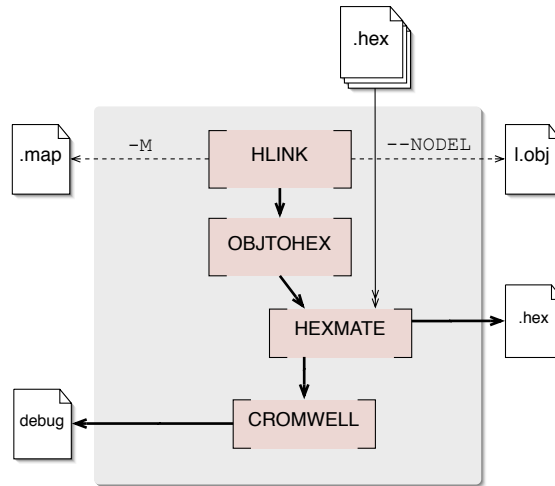 .hex
.map
-M
HLINK
--NODEL
l.obj
OBJTOHEX
HEXMATE
.hex
debug
CROMWELL